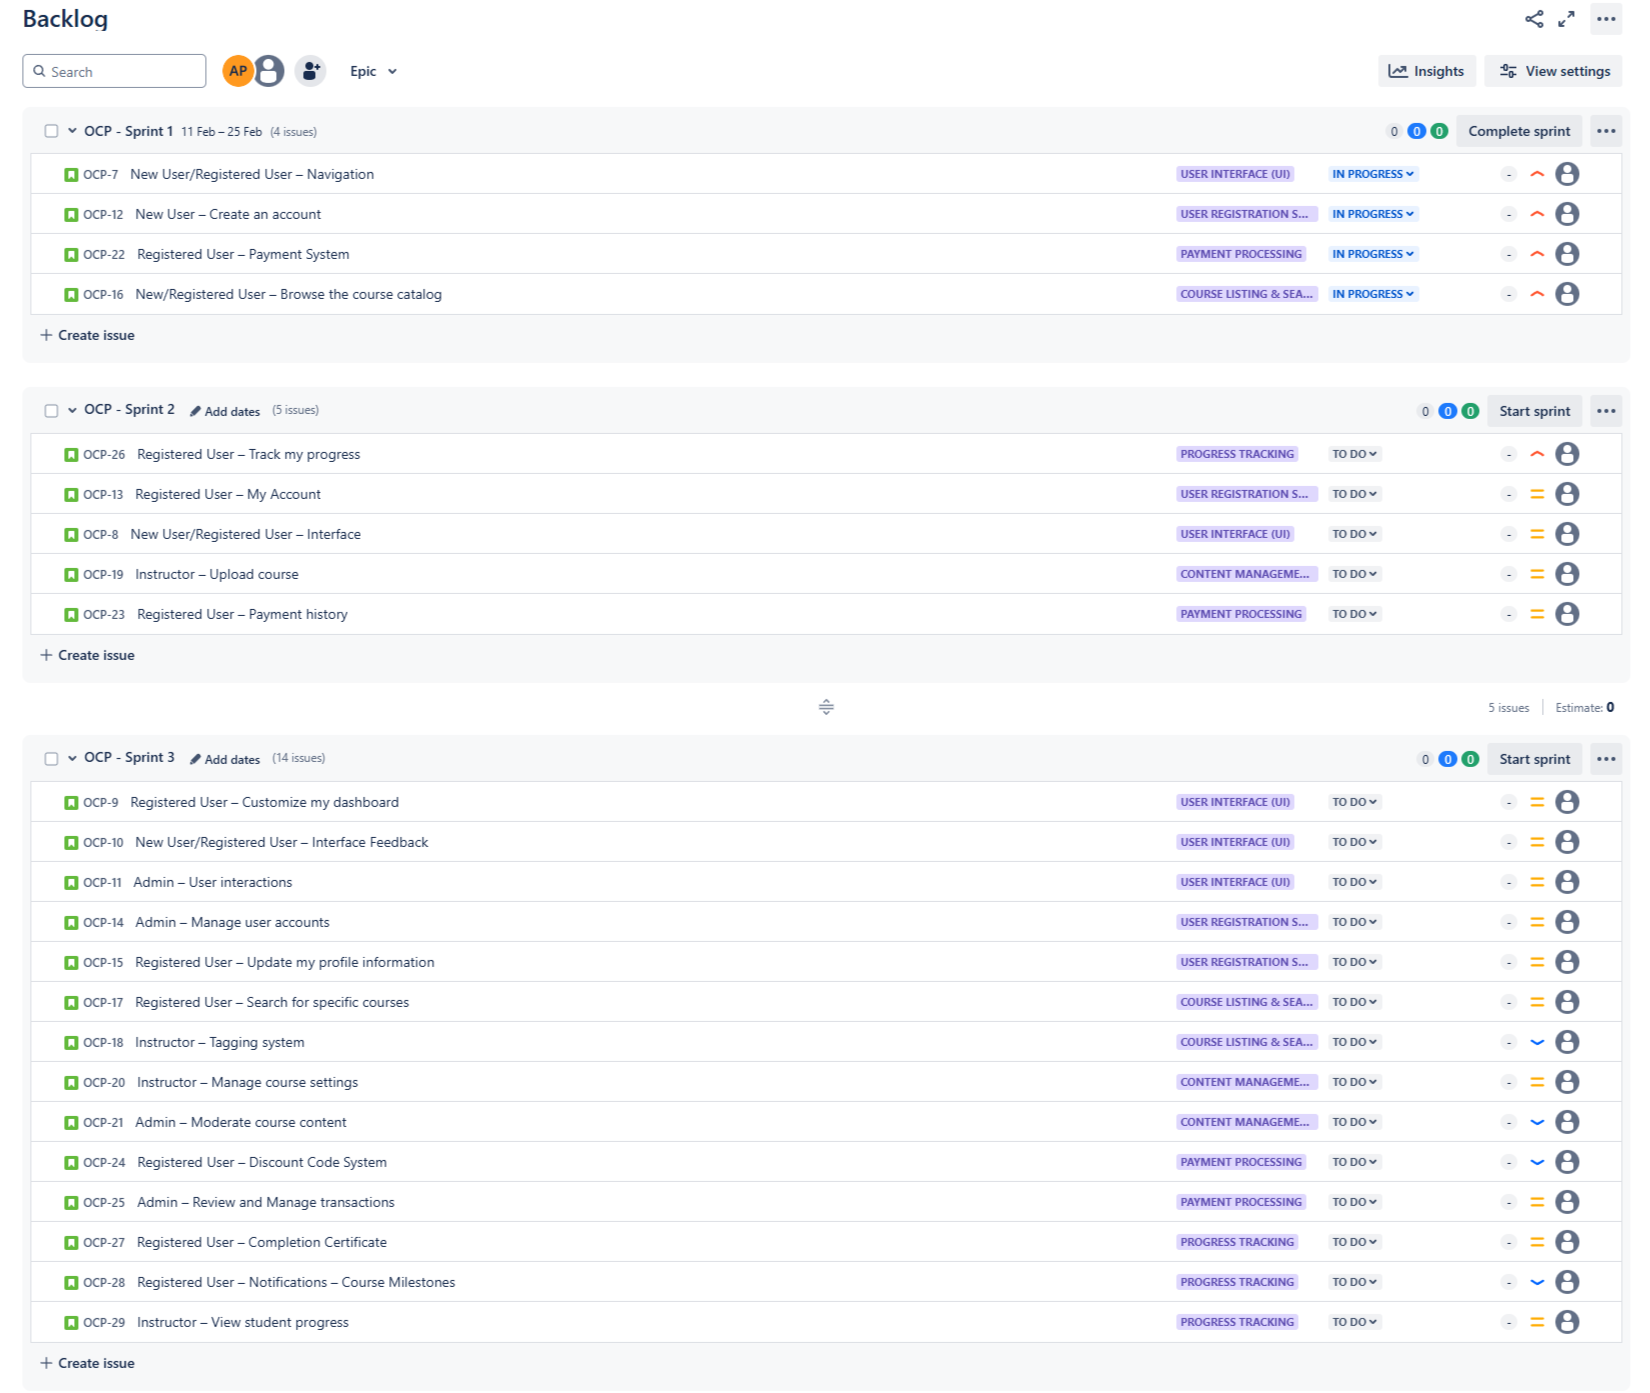 Backlog
Search AP Epic Insights View settings
OCP - Sprint 1 11 Feb – 25 Feb (4 issues) 0 0 0 Complete sprint
OCP-7 New User/Registered User – Navigation USER INTERFACE (UI) IN PROGRESS -
OCP-12 New User – Create an account USER REGISTRATION S... IN PROGRESS -
OCP-22 Registered User – Payment System PAYMENT PROCESSING IN PROGRESS -
OCP-16 New/Registered User – Browse the course catalog COURSE LISTING & SEA... IN PROGRESS -
+ Create issue
OCP - Sprint 2 Add dates (5 issues) 0 0 0 Start sprint
OCP-26 Registered User – Track my progress PROGRESS TRACKING TO DO -
OCP-13 Registered User – My Account USER REGISTRATION S... TO DO -
OCP-8 New User/Registered User – Interface USER INTERFACE (UI) TO DO -
OCP-19 Instructor – Upload course CONTENT MANAGEME... TO DO -
OCP-23 Registered User – Payment history PAYMENT PROCESSING TO DO -
+ Create issue
5 issues Estimate: 0
OCP - Sprint 3 Add dates (14 issues) 0 0 0 Start sprint
OCP-9 Registered User – Customize my dashboard USER INTERFACE (UI) TO DO -
OCP-10 New User/Registered User – Interface Feedback USER INTERFACE (UI) TO DO -
OCP-11 Admin – User interactions USER INTERFACE (UI) TO DO -
OCP-14 Admin – Manage user accounts USER REGISTRATION S... TO DO -
OCP-15 Registered User – Update my profile information USER REGISTRATION S... TO DO -
OCP-17 Registered User – Search for specific courses COURSE LISTING & SEA... TO DO -
OCP-18 Instructor – Tagging system COURSE LISTING & SEA... TO DO -
OCP-20 Instructor – Manage course settings CONTENT MANAGEME... TO DO -
OCP-21 Admin – Moderate course content CONTENT MANAGEME... TO DO -
OCP-24 Registered User – Discount Code System PAYMENT PROCESSING TO DO -
OCP-25 Admin – Review and Manage transactions PAYMENT PROCESSING TO DO -
OCP-27 Registered User – Completion Certificate PROGRESS TRACKING TO DO -
OCP-28 Registered User – Notifications – Course Milestones PROGRESS TRACKING TO DO -
OCP-29 Instructor – View student progress PROGRESS TRACKING TO DO -
+ Create issue